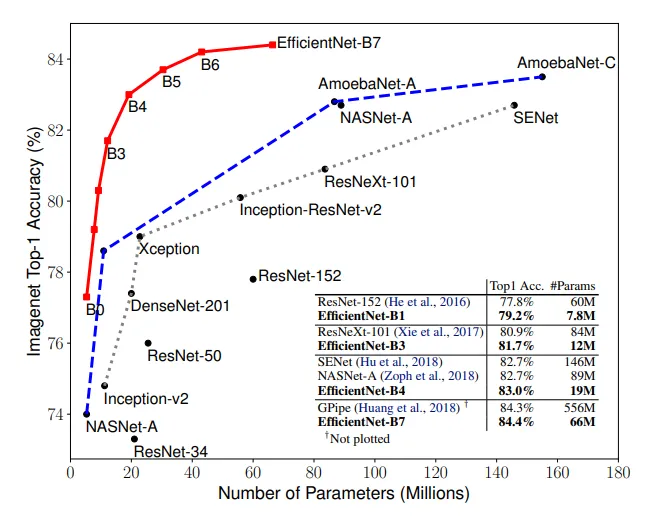 84
82
80
78
76
74
Imagenet Top-1 Accuracy (%)
EfficientNet-B7
B6
B5
B4
B3
B0
AmoebaNet-C
AmoebaNet-A
NASNet-A
SENet
ResNeXt-101
Inception-ResNet-v2
Xception
ResNet-152
DenseNet-201
ResNet-50
Inception-v2
NASNet-A
ResNet-34
Top1 Acc. #Params
ResNet-152 (He et al., 2016) 77.8% 60M
EfficientNet-B1 79.2% 7.8M
ResNeXt-101 (Xie et al., 2017) 80.9% 84M
EfficientNet-B3 81.7% 12M
SENet (Hu et al., 2018) 82.7% 146M
NASNet-A (Zoph et al., 2018) 82.7% 89M
EfficientNet-B4 83.0% 19M
GPipe (Huang et al., 2018) † 84.3% 556M
EfficientNet-B7 84.4% 66M
†Not plotted
0 20 40 60 80 100 120 140 160 180
Number of Parameters (Millions)